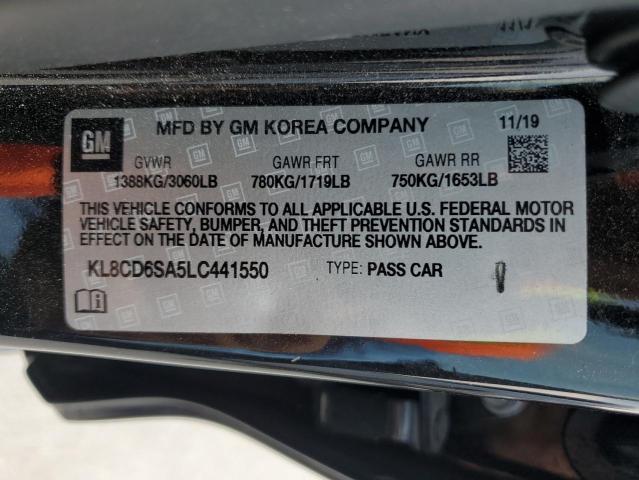 11/19
GM MFD BY GM KOREA COMPANY 11/19
GVWR GAWR FRT GAWR RR
1388KG/3060LB 780KG/1719LB 750KG/1653LB
THIS VEHICLE CONFORMS TO ALL APPLICABLE U.S. FEDERAL MOTOR
VEHICLE SAFETY, BUMPER, AND THEFT PREVENTION STANDARDS IN
EFFECT ON THE DATE OF MANUFACTURE SHOWN ABOVE.
KL8CD6SA5LC441550 TYPE: PASS CAR